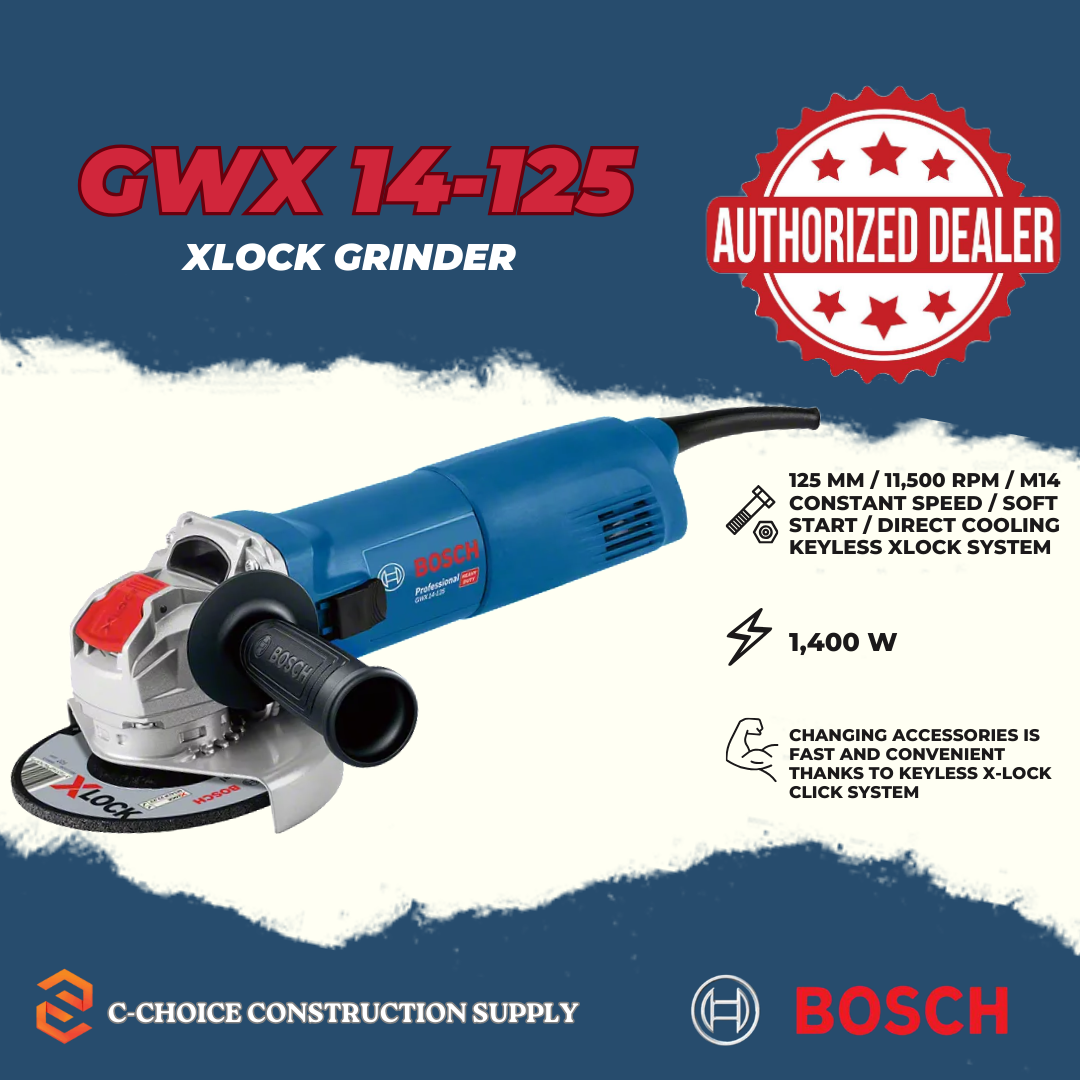 GWX 14-125
XLOCK GRINDER
AUTHORIZED DEALER
125 MM / 11,500 RPM / M14
CONSTANT SPEED / SOFT
START / DIRECT COOLING
KEYLESS XLOCK SYSTEM
1,400 W
CHANGING ACCESSORIES IS
FAST AND CONVENIENT
THANKS TO KEYLESS X-LOCK
CLICK SYSTEM
BOSCH
Professional
HEAVY
DUTY
GWX 14-125
BOSCH
XLOCK
BOSCH
C-CHOICE CONSTRUCTION SUPPLY
BOSCH